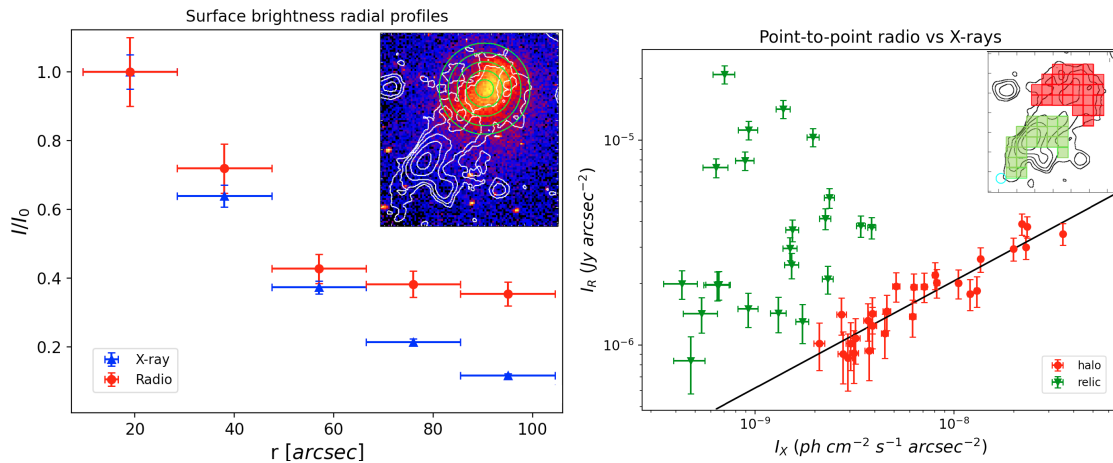 Surface brightness radial profiles
1.0
0.8
0.6
0.4
0.2
I/I₀
X-ray
Radio
20
40
60
80
100
r [arcsec]
Point-to-point radio vs X-rays
10⁻⁵
10⁻⁶
I_R (Jy arcsec⁻²)
halo
relic
10⁻⁹
10⁻⁸
I_X (ph cm⁻² s⁻¹ arcsec⁻²)